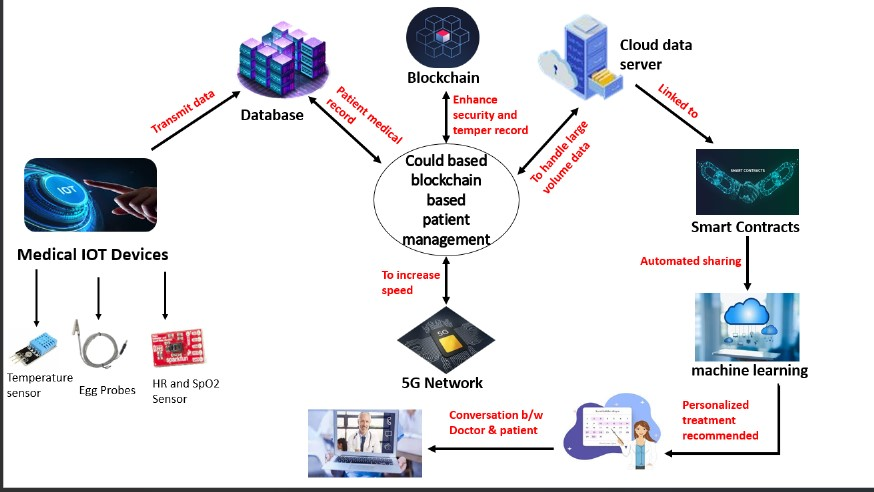 Blockchain
Cloud data
server
Database
Transmit data
Patient medical
record
Enhance
security and
temper record
To handle large
volume data
Linked to
IOT
Could based
blockchain
based
patient
management
SMART CONTRACTS
Smart Contracts
Medical IOT Devices
To increase
speed
Automated sharing
5G
sparkfun
Temperature
sensor
Egg Probes
HR and SpO2
Sensor
5G Network
machine learning
Conversation b/w
Doctor & patient
Personalized
treatment
recommended